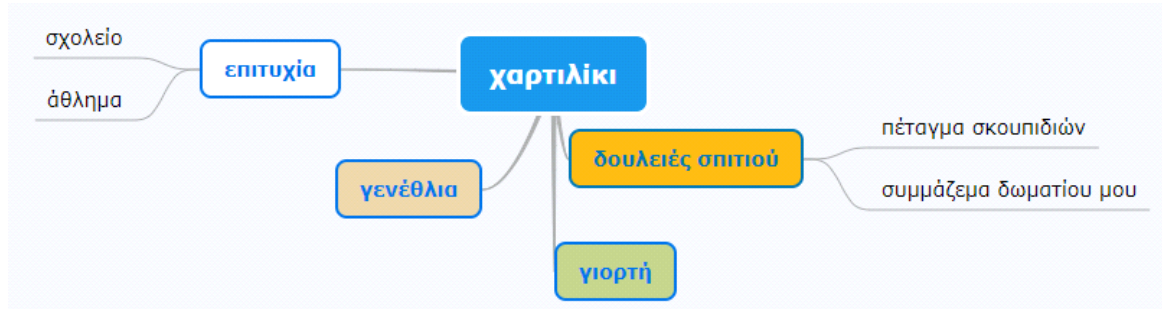 σχολείο
άθλημα
επιτυχία
χαρτιλίκι
γενέθλια
δουλειές σπιτιού
πέταγμα σκουπιδιών
συμμάζεμα δωματίου μου
γιορτή